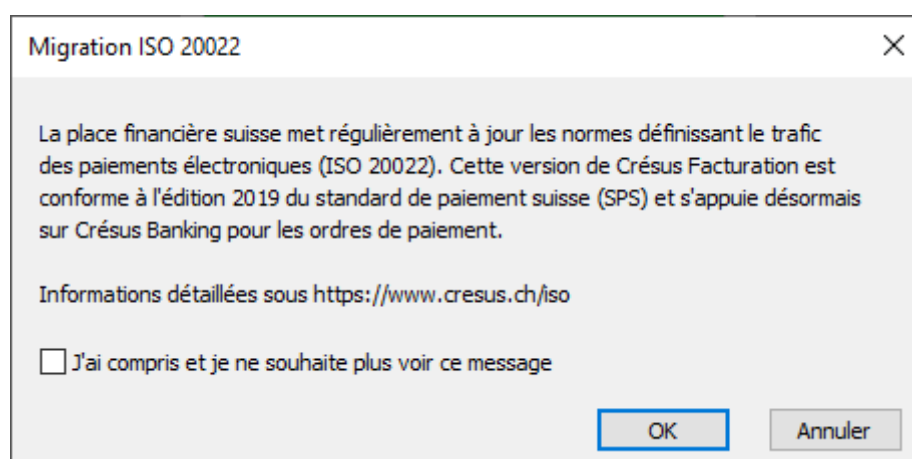 Migration ISO 20022
La place financière suisse met régulièrement à jour les normes définissant le trafic
des paiements électroniques (ISO 20022). Cette version de Crésus Facturation est
conforme à l'édition 2019 du standard de paiement suisse (SPS) et s'appuie désormais
sur Crésus Banking pour les ordres de paiement.
Informations détaillées sous https://www.cresus.ch/iso
J'ai compris et je ne souhaite plus voir ce message
OK
Annuler